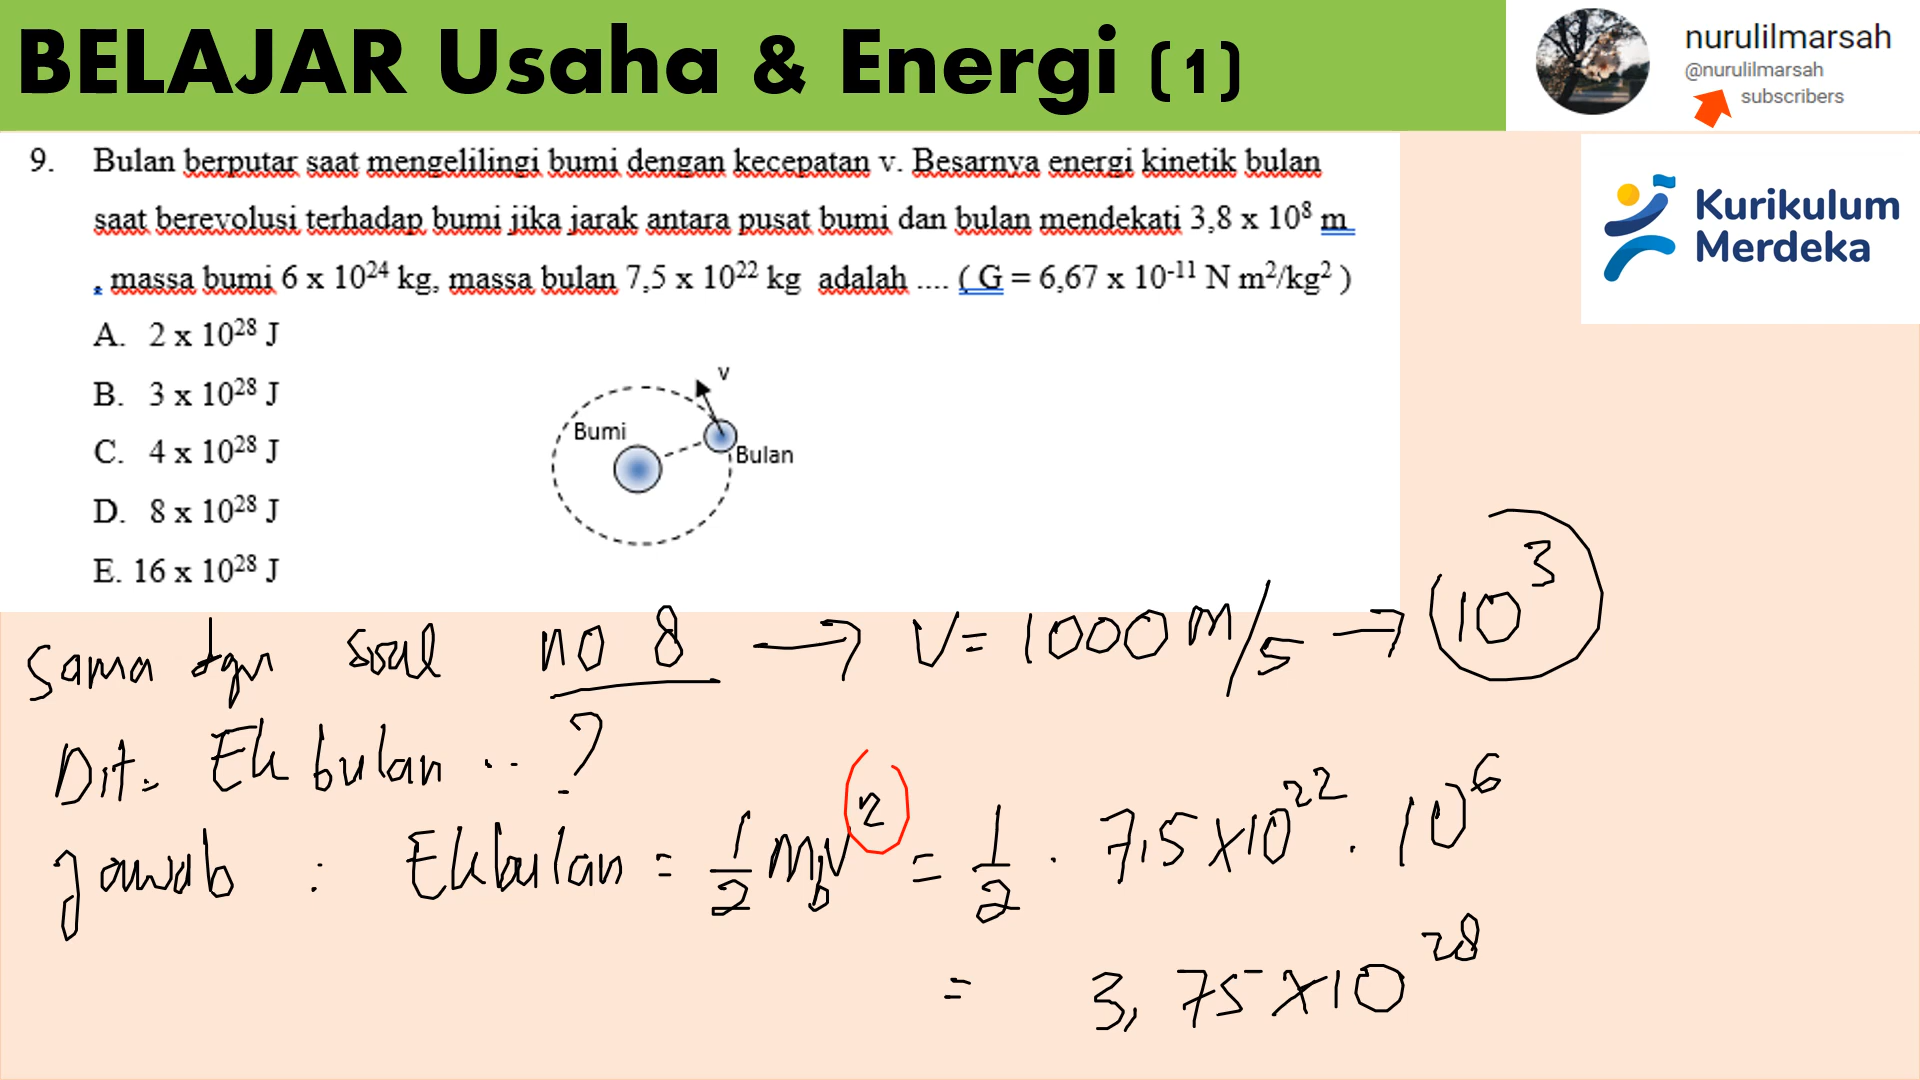 BELAJAR Usaha & Energi (1)
nurulilmarsah
@nurulilmarsah
subscribers
Kurikulum
Merdeka
9. Bulan berputar saat mengelilingi bumi dengan kecepatan v. Besarnya energi kinetik bulan
saat berevolusi terhadap bumi jika jarak antara pusat bumi dan bulan mendekati 3,8 x 10⁸ m
, massa bumi 6 x 10²⁴ kg, massa bulan 7,5 x 10²² kg adalah .... ( G = 6,67 x 10⁻¹¹ N m²/kg² )
A. 2 x 10²⁸ J
B. 3 x 10²⁸ J
C. 4 x 10²⁸ J
D. 8 x 10²⁸ J
E. 16 x 10²⁸ J
v
Bumi
Bulan
Sama dgn soal no 8 → V = 1000 m/s → 10³
Dit = Ek bulan .. ?
Jawab : Ek bulan = 1/2 m_b v² = 1/2 . 7,5 x 10²² . 10⁶
= 3,75 x 10²⁸